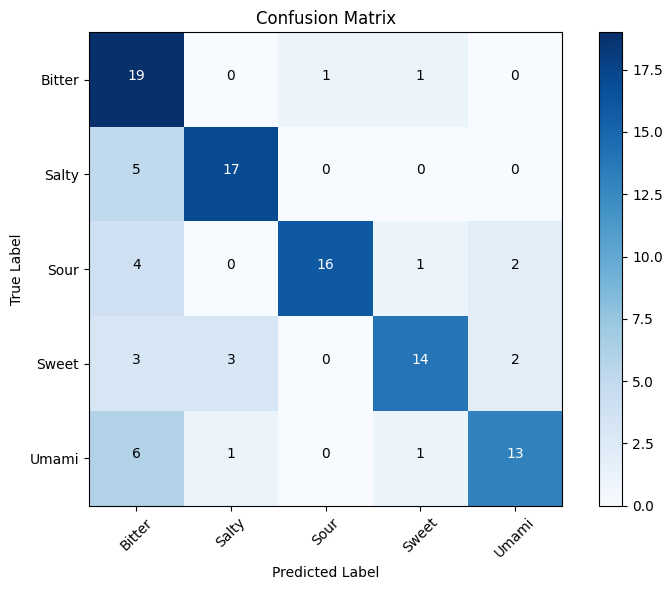 Confusion Matrix
True Label
Bitter 19 0 1 1 0
Salty 5 17 0 0 0
Sour 4 0 16 1 2
Sweet 3 3 0 14 2
Umami 6 1 0 1 13
Bitter Salty Sour Sweet Umami
Predicted Label
17.5
15.0
12.5
10.0
7.5
5.0
2.5
0.0